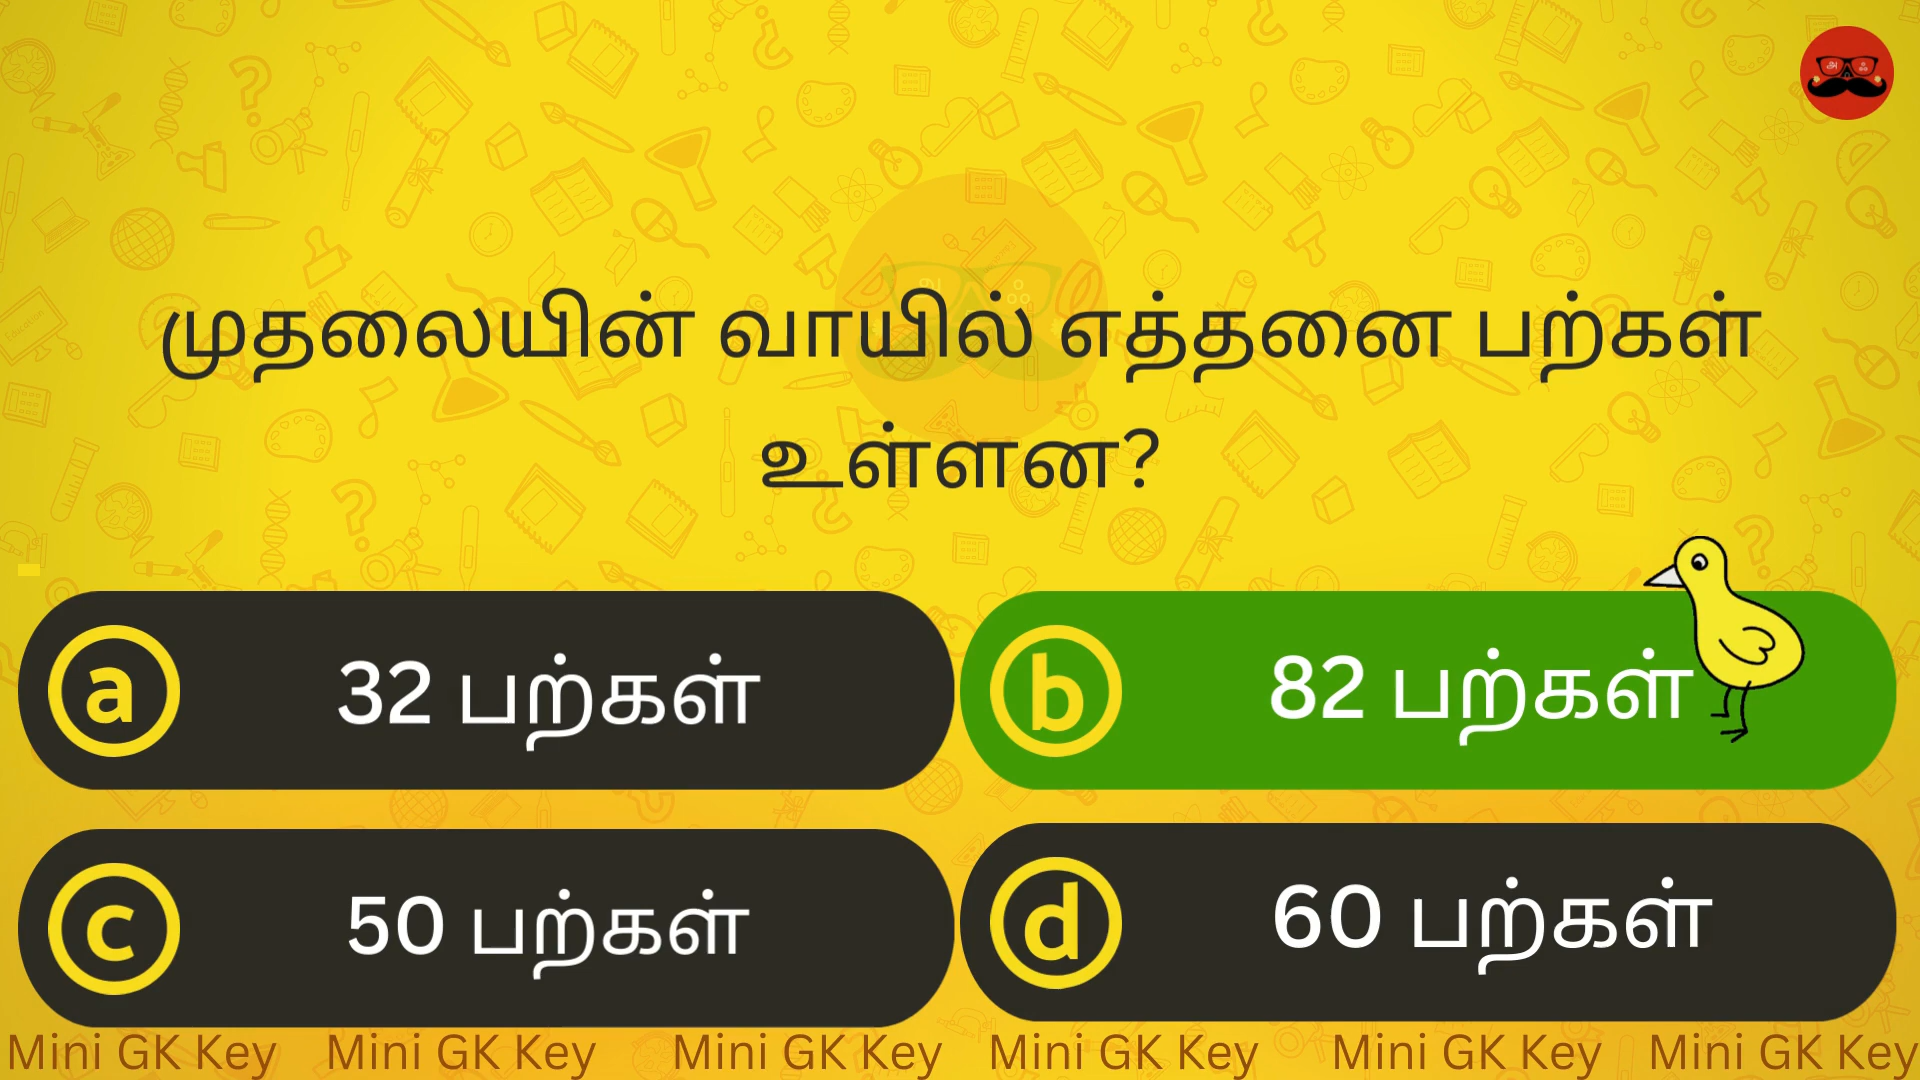 முதலையின் வாயில் எத்தனை பற்கள்
உள்ளன?
a 32 பற்கள்
b 82 பற்கள்
c 50 பற்கள்
d 60 பற்கள்
Mini GK Key Mini GK Key Mini GK Key Mini GK Key Mini GK Key Mini GK Key